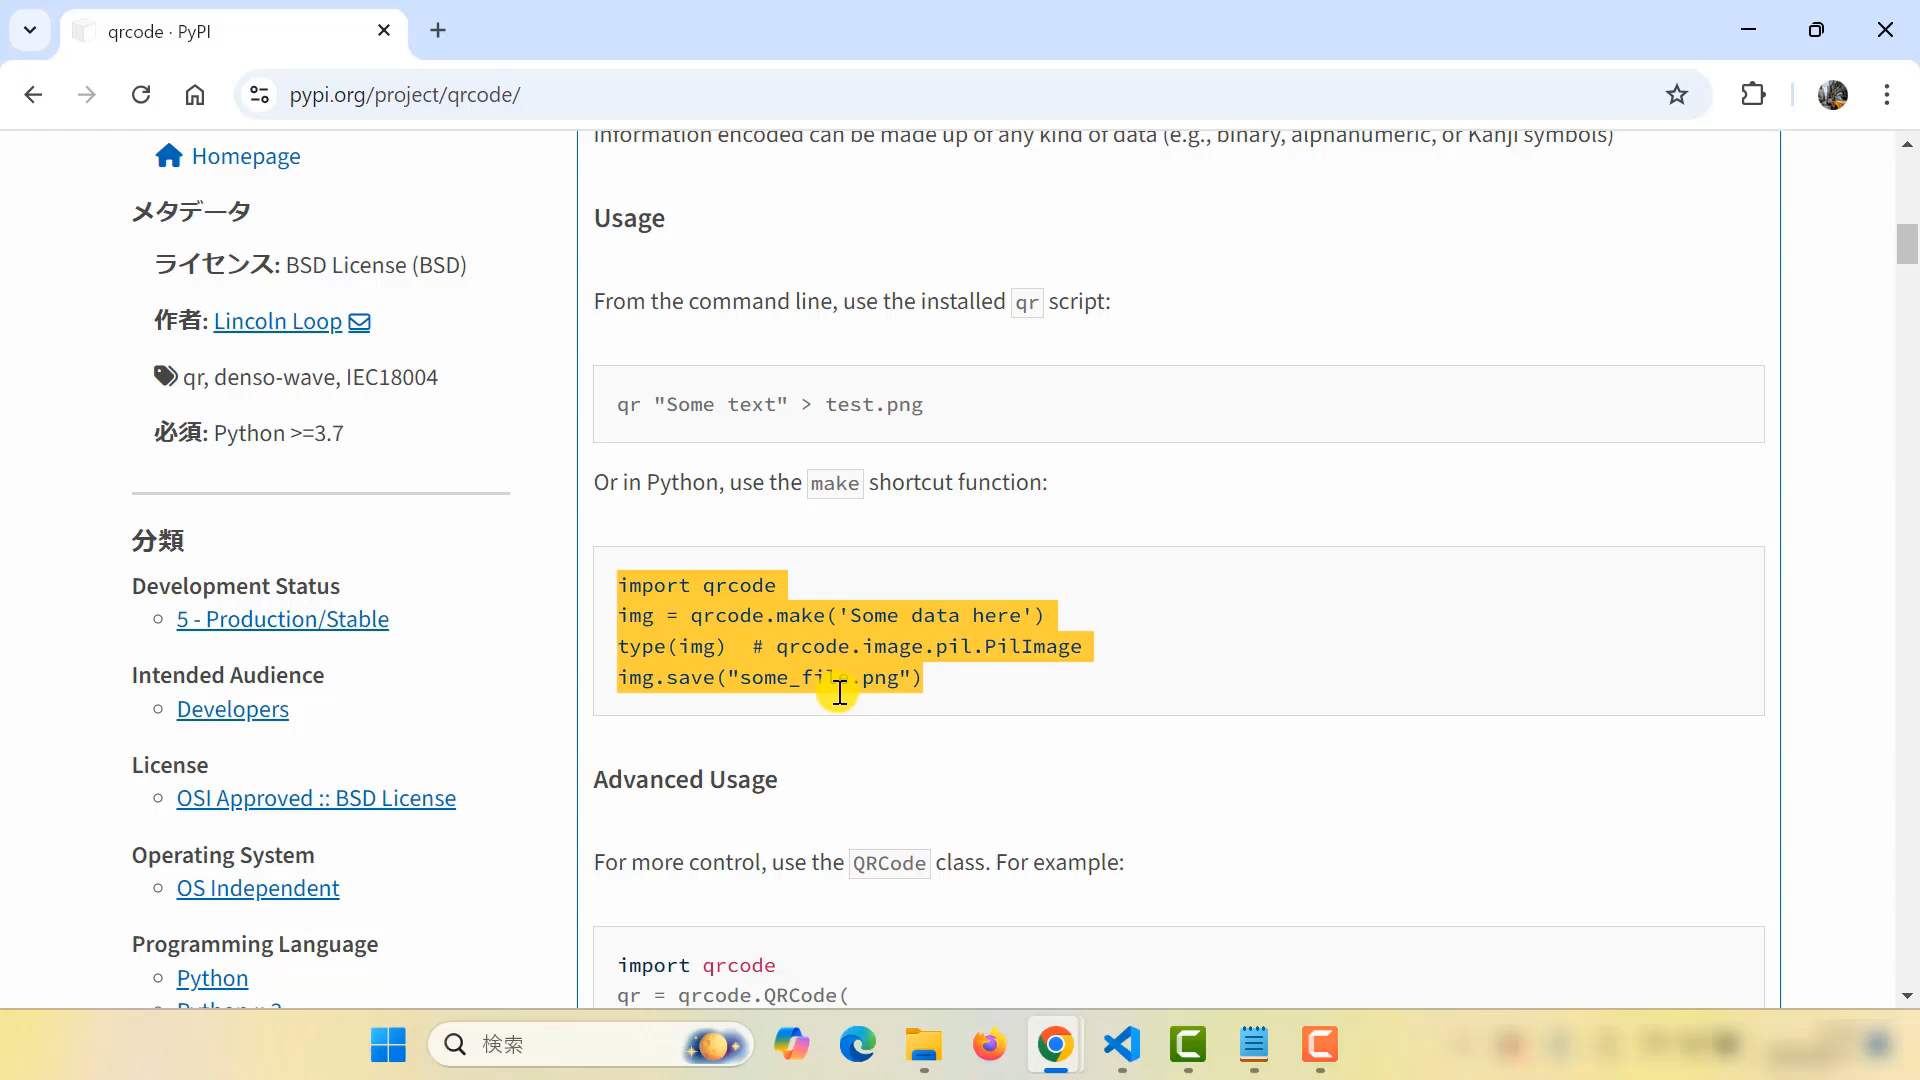 qrcode · PyPI
pypi.org/project/qrcode/
Homepage
メタデータ
ライセンス: BSD License (BSD)
作者: Lincoln Loop
qr, denso-wave, IEC18004
必須: Python >=3.7
分類
Development Status
5 - Production/Stable
Intended Audience
Developers
License
OSI Approved :: BSD License
Operating System
OS Independent
Programming Language
Python
Information encoded can be made up of any kind of data (e.g., binary, alphanumeric, or Kanji symbols)
Usage
From the command line, use the installed qr script:
qr "Some text" > test.png
Or in Python, use the make shortcut function:
import qrcode
img = qrcode.make('Some data here')
type(img)  # qrcode.image.pil.PilImage
img.save("some_file.png")
Advanced Usage
For more control, use the QRCode class. For example:
import qrcode
qr = qrcode.QRCode(
検索